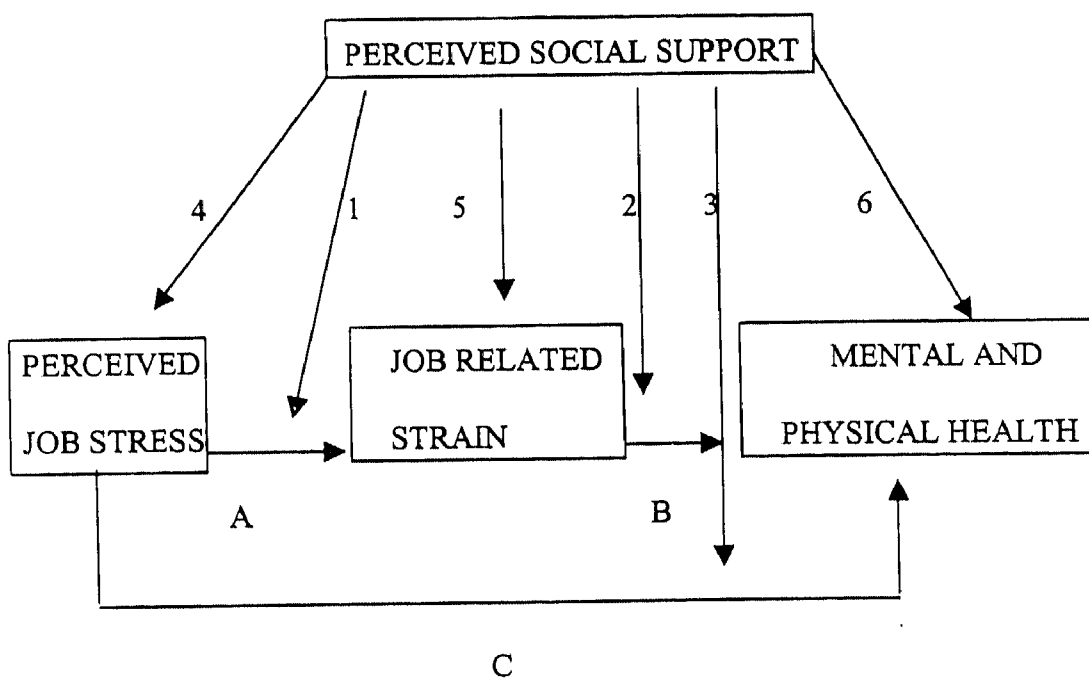 PERCEIVED SOCIAL SUPPORT
4 1 5 2 3 6
PERCEIVED
JOB STRESS
JOB RELATED
STRAIN
MENTAL AND
PHYSICAL HEALTH
A
B
C